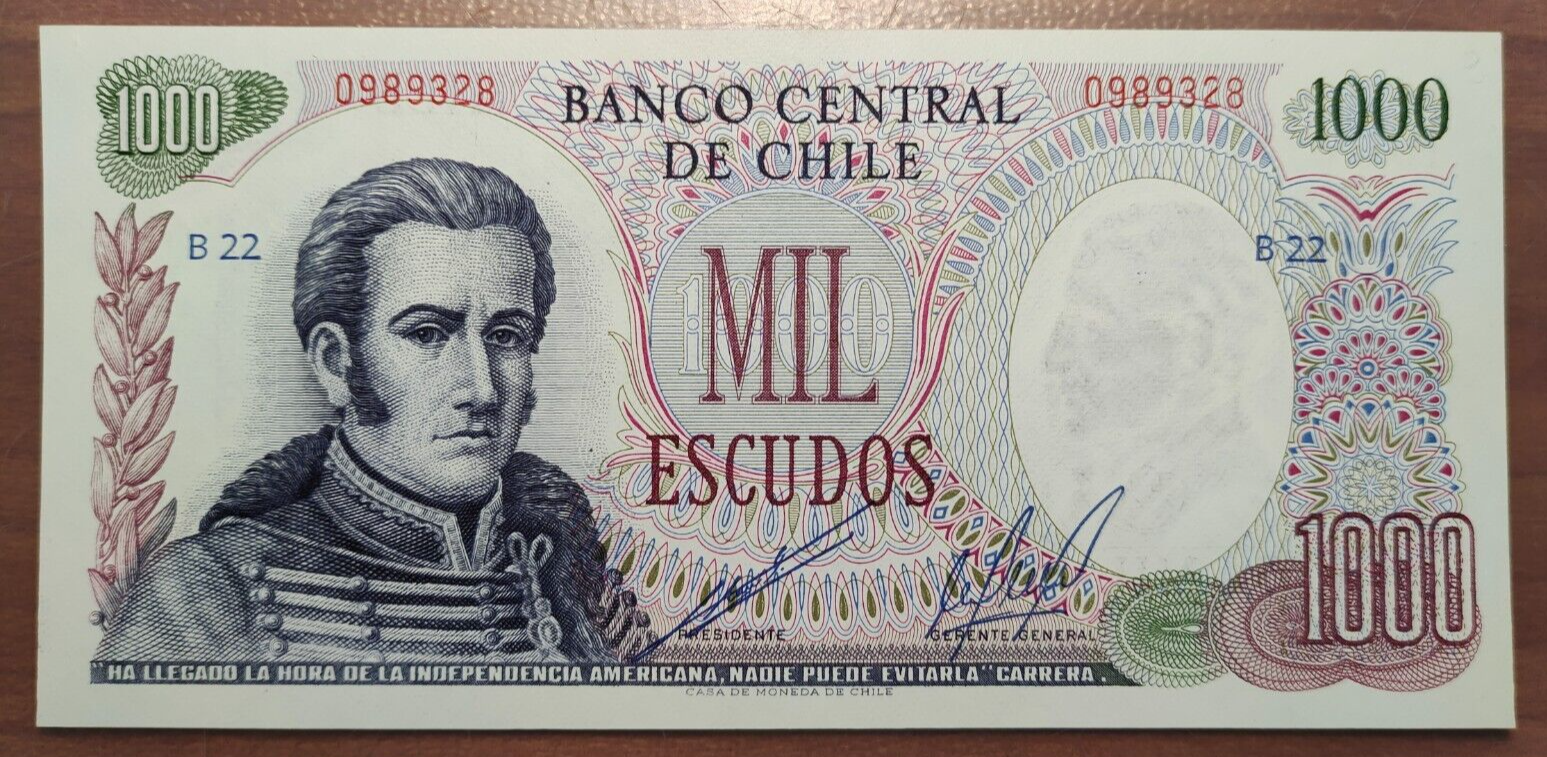 1000
0989328
BANCO CENTRAL
DE CHILE
0989328
1000
B 22
B 22
1000
MIL
ESCUDOS
1000
PRESIDENTE
GERENTE GENERAL
"HA LLEGADO LA HORA DE LA INDEPENDENCIA AMERICANA, NADIE PUEDE EVITARLA" CARRERA.
CASA DE MONEDA DE CHILE